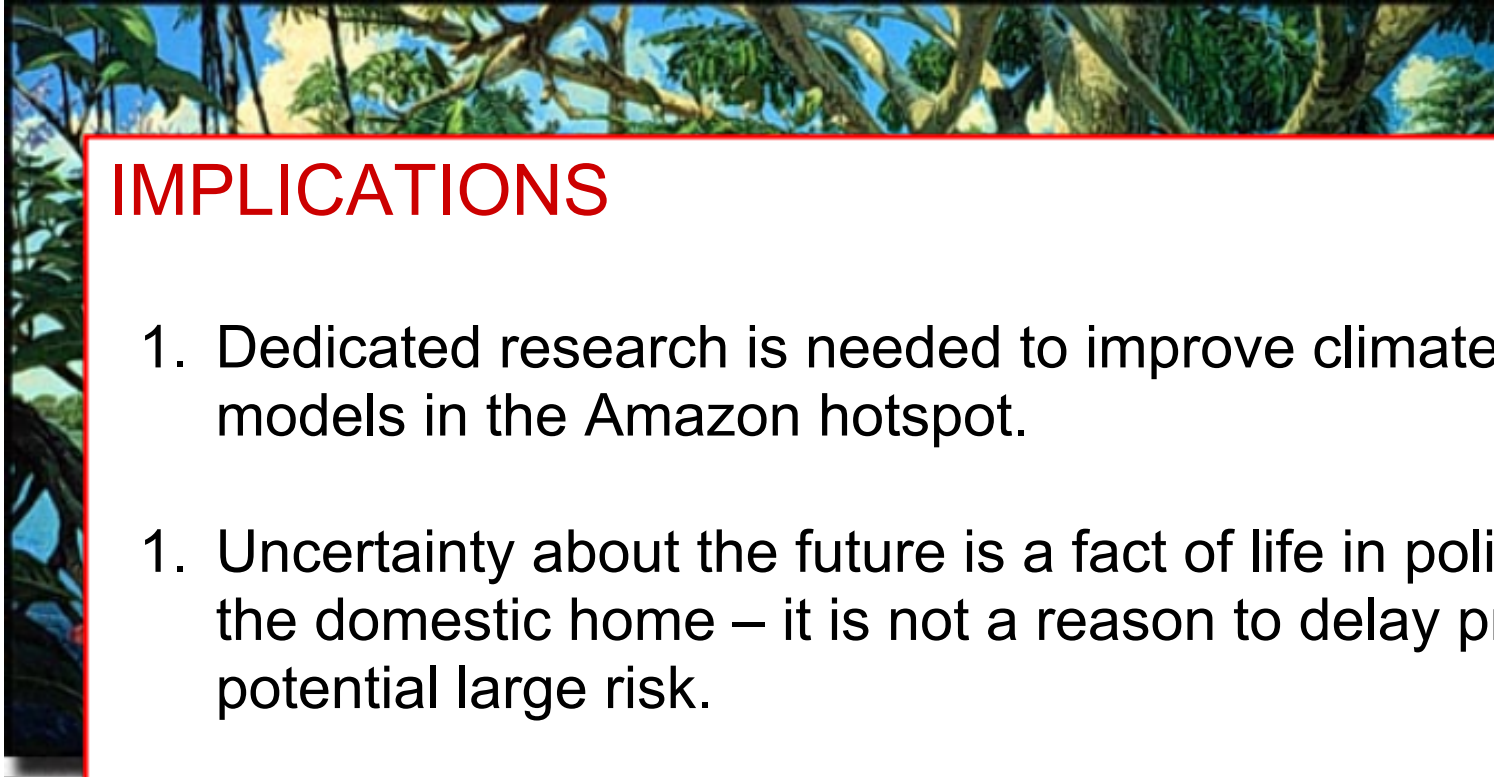 IMPLICATIONS
1. Dedicated research is needed to improve climate
models in the Amazon hotspot.
1. Uncertainty about the future is a fact of life in
the domestic home – it is not a reason to delay
potential large risk.